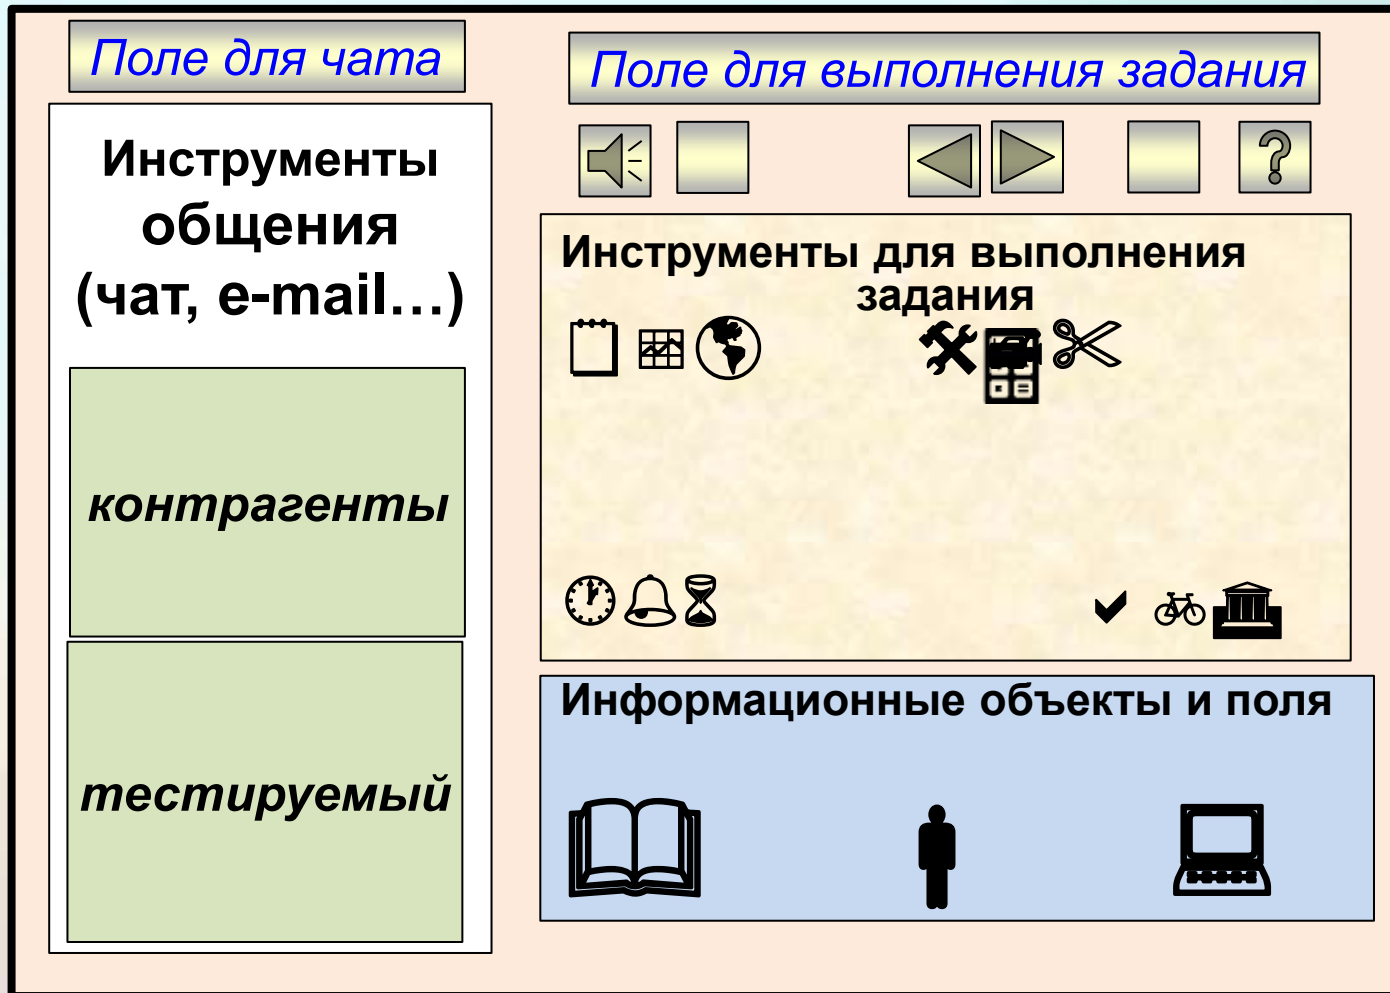 Поле для чата
Инструменты
общения
(чат, e-mail…)
контрагенты
тестируемый
Поле для выполнения задания
?
Инструменты для выполнения
задания
Информационные объекты и поля